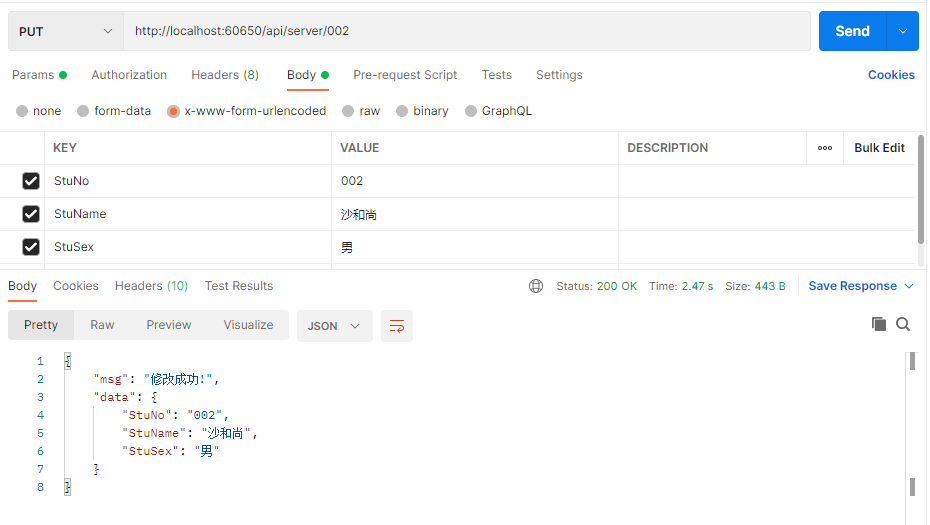 PUT http://localhost:60650/api/server/002 Send
Params Authorization Headers (8) Body Pre-request Script Tests Settings Cookies
none form-data x-www-form-urlencoded raw binary GraphQL
KEY VALUE DESCRIPTION ooo Bulk Edit
StuNo 002
StuName 沙和尚
StuSex 男
Body Cookies Headers (10) Test Results Status: 200 OK Time: 2.47 s Size: 443 B Save Response
Pretty Raw Preview Visualize JSON
1 {
2 "msg": "修改成功!",
3 "data": {
4 "StuNo": "002",
5 "StuName": "沙和尚",
6 "StuSex": "男"
7 }
8 }